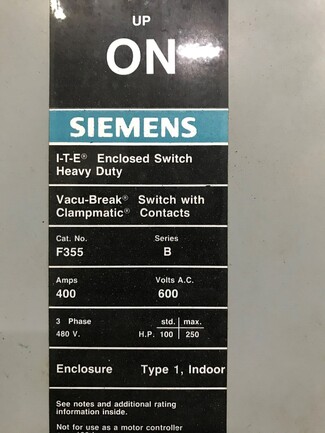 UP
ON
SIEMENS
I-T-E® Enclosed Switch
Heavy Duty
Vacu-Break® Switch with
Clampmatic® Contacts
Cat. No. Series
F355 B
Amps Volts A.C.
400 600
3 Phase std. max.
480 V. H.P. 100 250
Enclosure Type 1, Indoor
See notes and additional rating
information inside.
Not for use as a motor controller